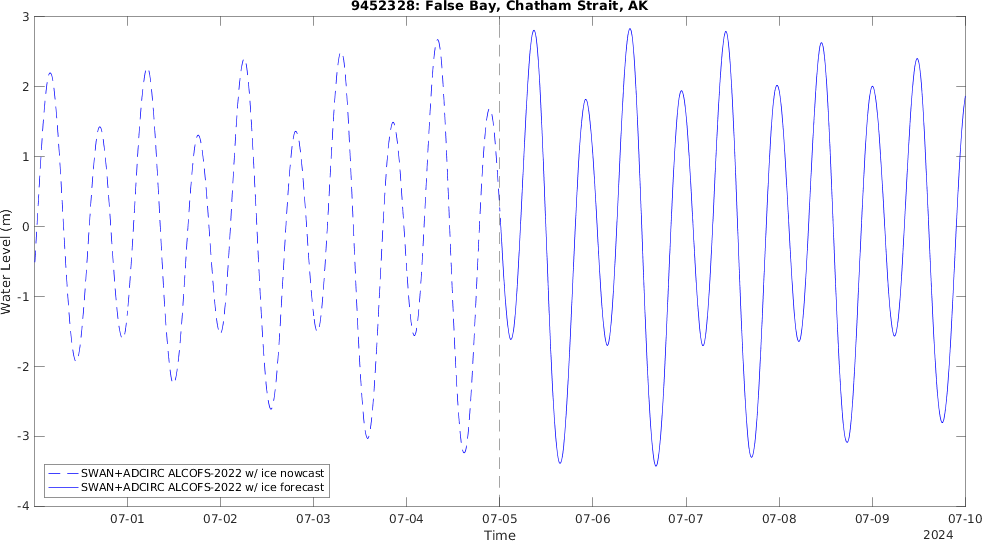 9452328: False Bay, Chatham Strait, AK
3
2
1
0
-1
-2
-3
-4
Water Level (m)
SWAN+ADCIRC ALCOFS-2022 w/ ice nowcast
SWAN+ADCIRC ALCOFS-2022 w/ ice forecast
07-01 07-02 07-03 07-04 07-05 07-06 07-07 07-08 07-09 07-10
Time
2024